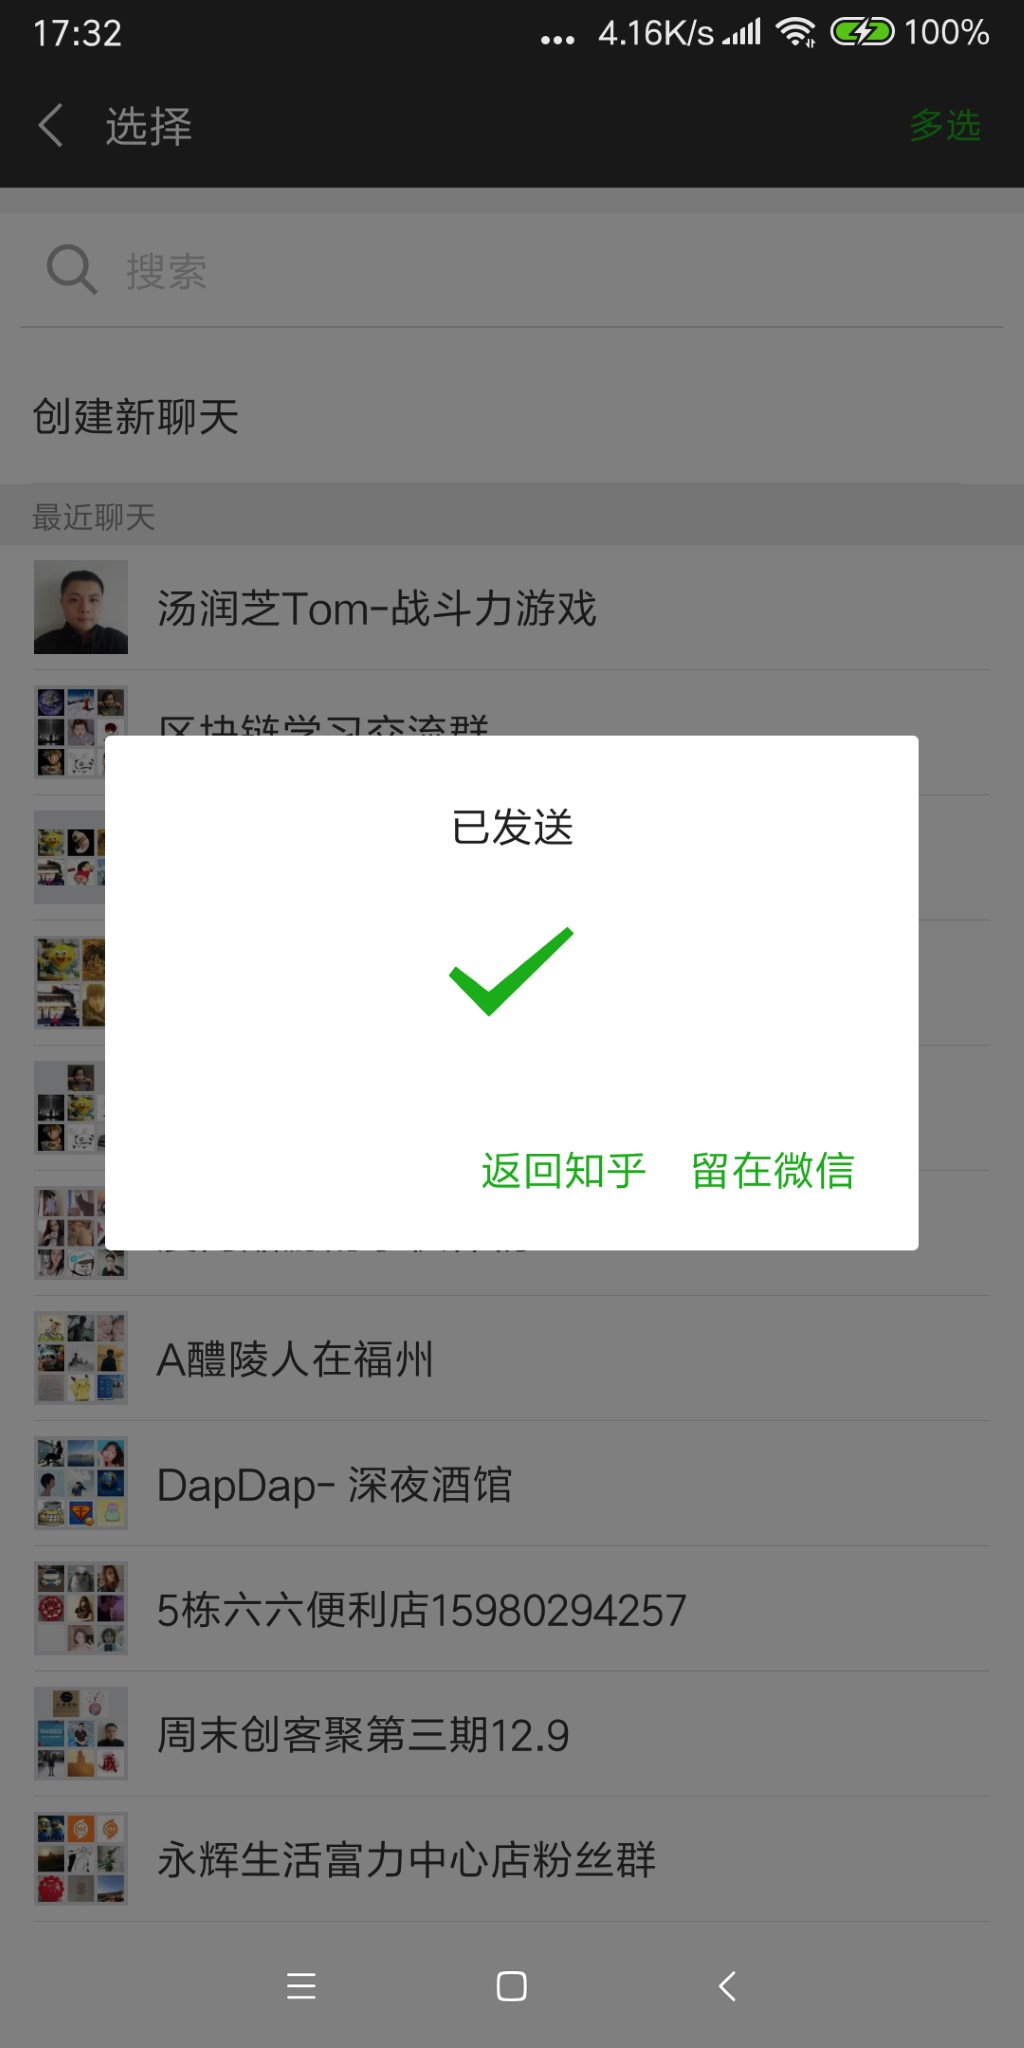 17:32
... 4.16K/s 100%
选择
多选
搜索
创建新聊天
最近聊天
汤润芝Tom-战斗力游戏
区块链学习交流群
已发送
返回知乎 留在微信
A醴陵人在福州
DapDap- 深夜酒馆
5栋六六便利店15980294257
周末创客聚第三期12.9
永辉生活富力中心店粉丝群